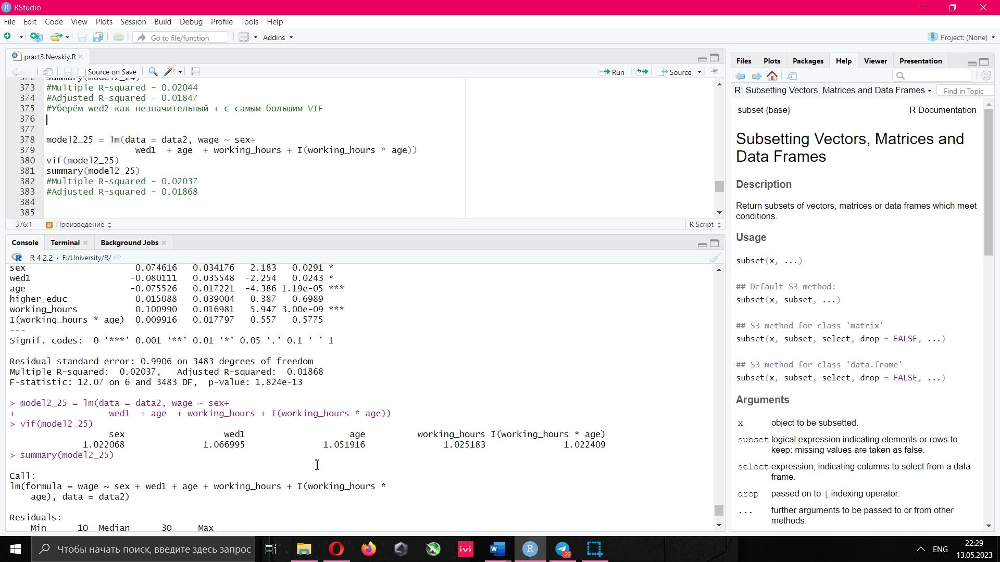 RStudio
File Edit Code View Plots Session Build Debug Profile Tools Help
Go to file/function Addins Project: (None)
pract3.Nevskiy.R
Source on Save Run Source
372 summary(model2_24)
373 #Multiple R-squared - 0.02044
374 #Adjusted R-squared - 0.01847
375 #Уберём wed2 как незначительный + с самым большим VIF
376
377
378 model2_25 = lm(data = data2, wage ~ sex+
379 wed1 + age + working_hours + I(working_hours * age))
380 vif(model2_25)
381 summary(model2_25)
382 #Multiple R-squared - 0.02037
383 #Adjusted R-squared - 0.01868
384
385
376:1 # Произведение R Script
Console Terminal Background Jobs
R 4.2.2 · E:/University/R/
sex 0.074616 0.034176 2.183 0.0291 *
wed1 -0.080111 0.035548 -2.254 0.0243 *
age -0.075526 0.017221 -4.386 1.19e-05 ***
higher_educ 0.015088 0.039004 0.387 0.6989
working_hours 0.100990 0.016981 5.947 3.00e-09 ***
I(working_hours * age) 0.009916 0.017797 0.557 0.5775
---
Signif. codes: 0 ‘***’ 0.001 ‘**’ 0.01 ‘*’ 0.05 ‘.’ 0.1 ‘ ’ 1
Residual standard error: 0.9906 on 3483 degrees of freedom
Multiple R-squared: 0.02037, Adjusted R-squared: 0.01868
F-statistic: 12.07 on 6 and 3483 DF, p-value: 1.824e-13
> model2_25 = lm(data = data2, wage ~ sex+
+ wed1 + age + working_hours + I(working_hours * age))
> vif(model2_25)
sex wed1 age working_hours I(working_hours * age)
1.022068 1.066995 1.051916 1.025183 1.022409
> summary(model2_25)
Call:
lm(formula = wage ~ sex + wed1 + age + working_hours + I(working_hours *
age), data = data2)
Residuals:
Min 1Q Median 3Q Max
Files Plots Packages Help Viewer Presentation
R: Subsetting Vectors, Matrices and Data Frames Find in Topic
subset {base} R Documentation
Subsetting Vectors, Matrices and
Data Frames
Description
Return subsets of vectors, matrices or data frames which meet
conditions.
Usage
subset(x, ...)
## Default S3 method:
subset(x, subset, ...)
## S3 method for class 'matrix'
subset(x, subset, select, drop = FALSE, ...)
## S3 method for class 'data.frame'
subset(x, subset, select, drop = FALSE, ...)
Arguments
x object to be subsetted.
subset logical expression indicating elements or rows to
keep: missing values are taken as false.
select expression, indicating columns to select from a data
frame.
drop passed on to [ indexing operator.
... further arguments to be passed to or from other
methods.
Чтобы начать поиск, введите здесь запрос
ivi
W
R
22
ENG
22:29
13.05.2023